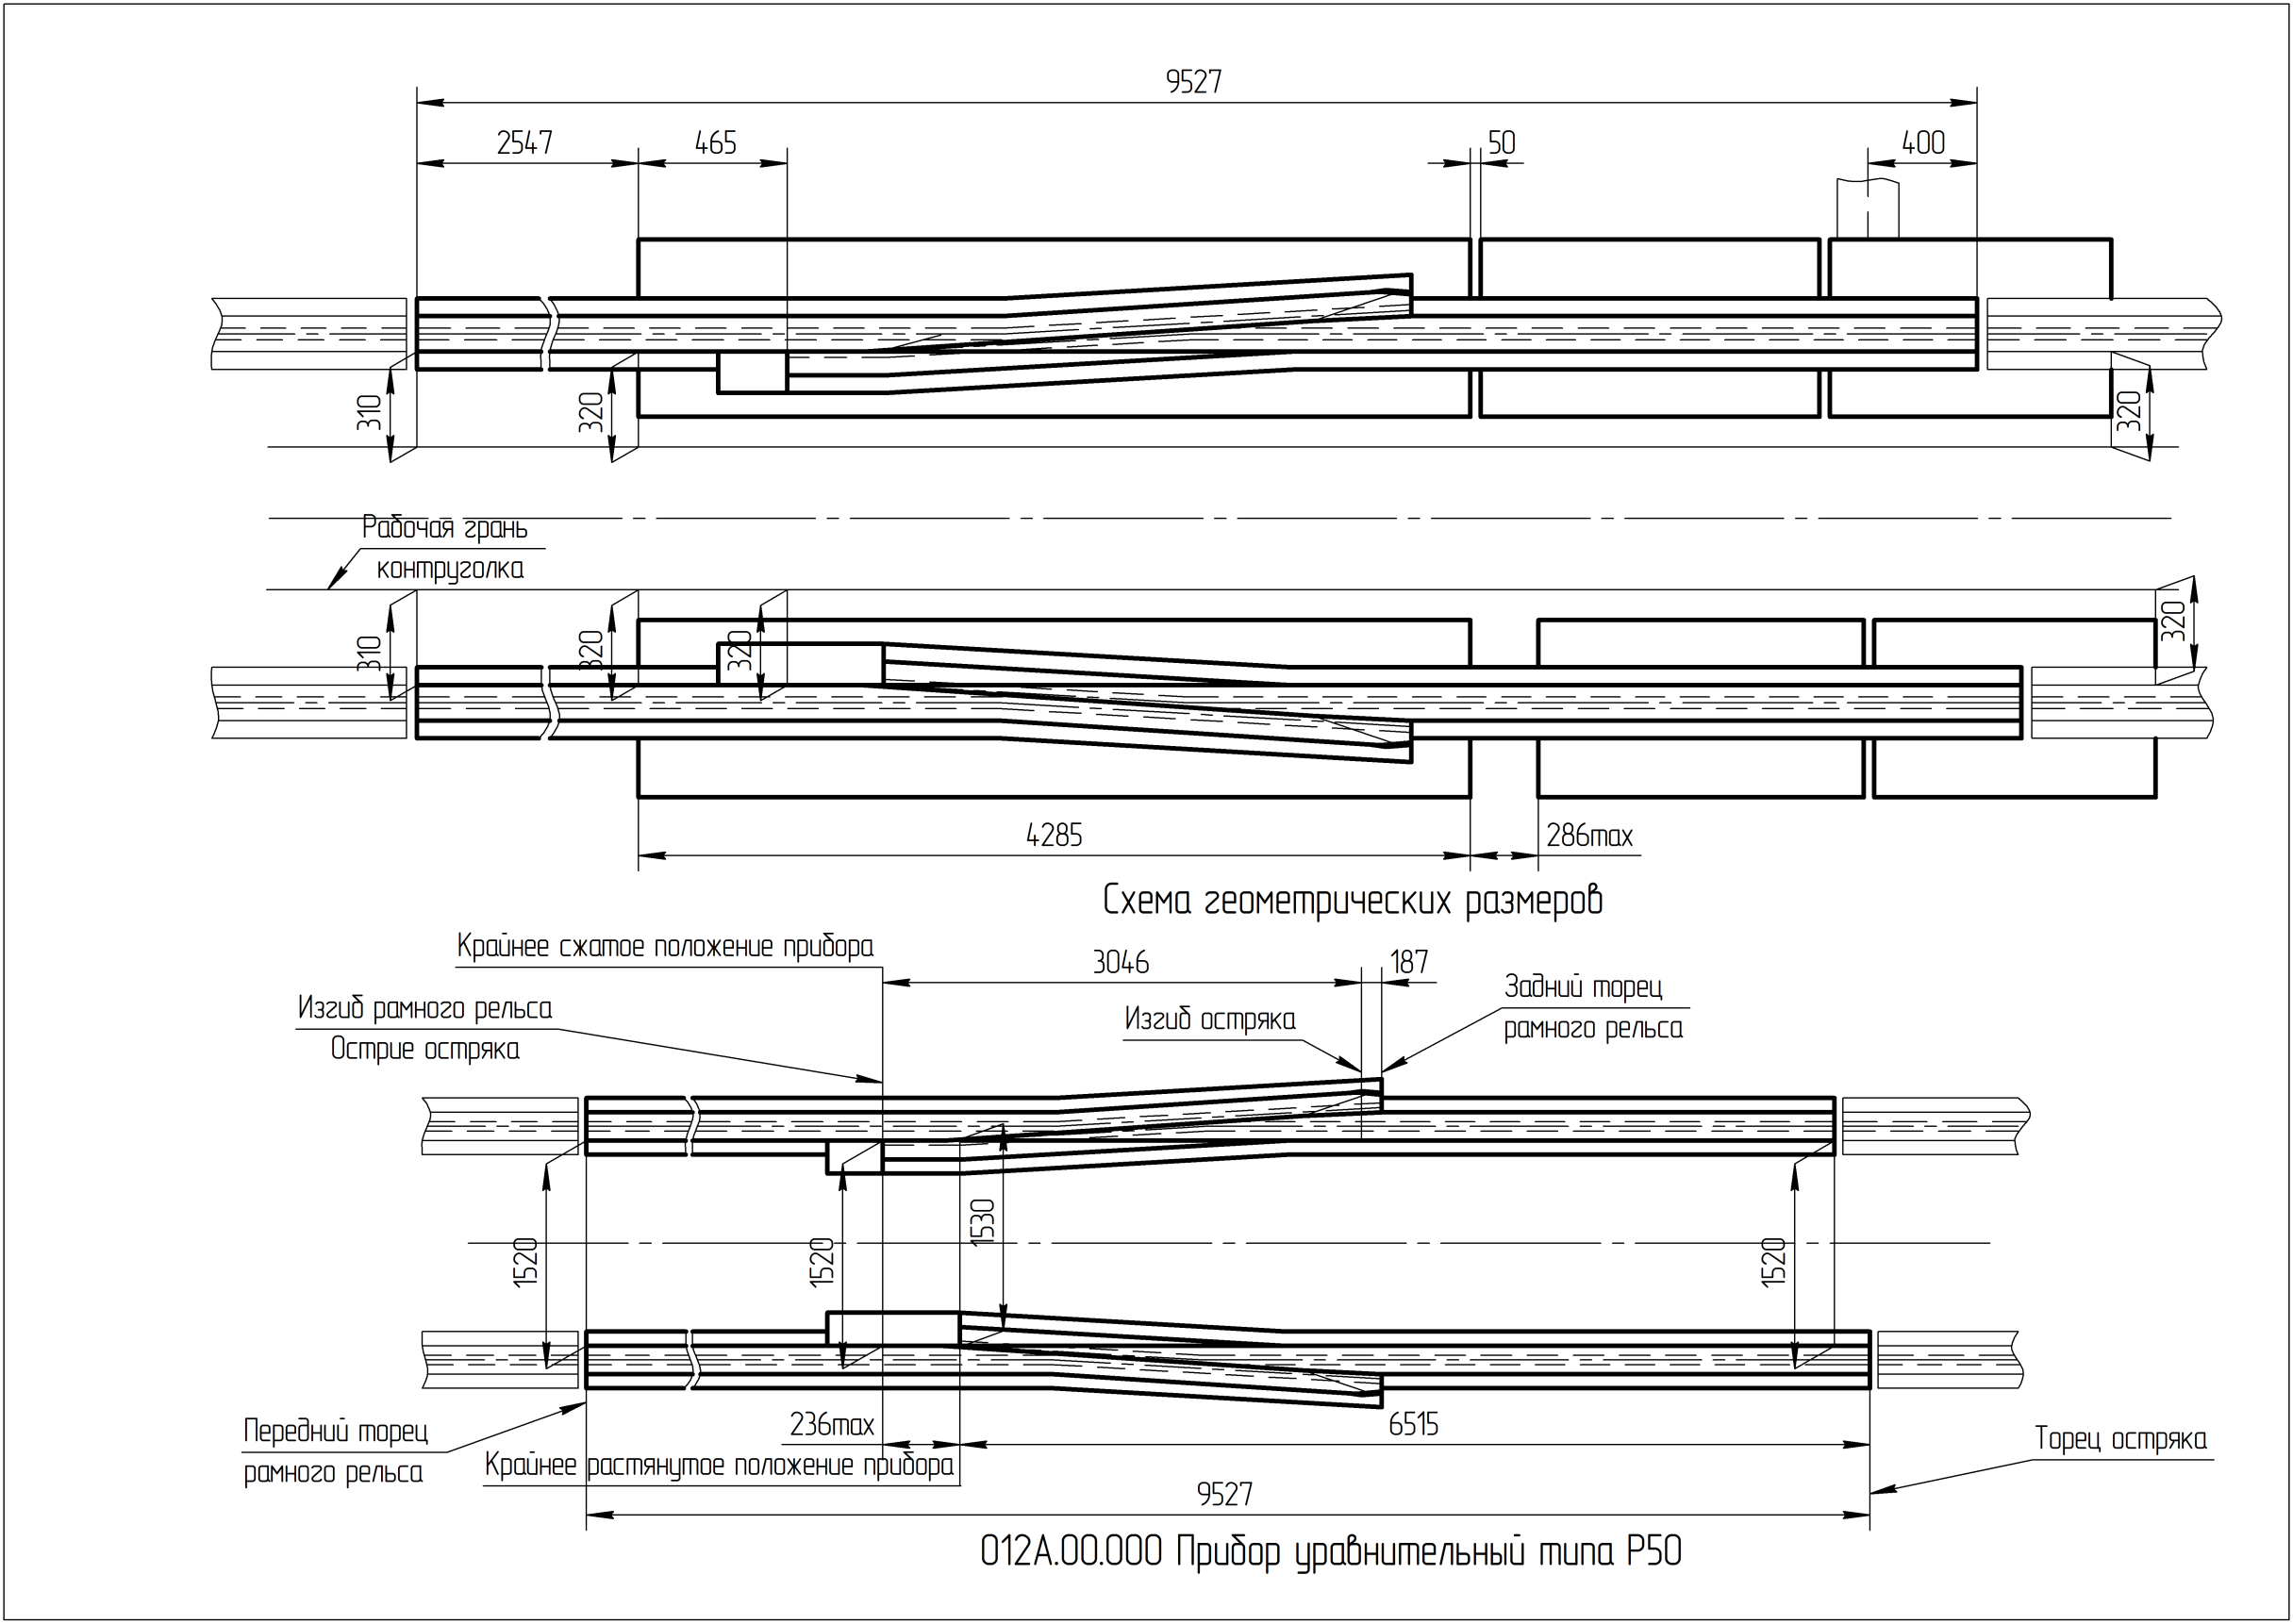 9527
2547
465
50
400
310
320
320
Рабочая грань
контруголка
310
320
320
320
4285
286max
Схема геометрических размеров
Крайнее сжатое положение прибора
3046
187
Изгиб рамного рельса
Острие остряка
Изгиб остряка
Задний торец
рамного рельса
1520
1520
1530
1520
Передний торец
рамного рельса
236max
6515
Крайнее растянутое положение прибора
Торец остряка
9527
012А.00.000 Прибор уравнительный типа Р50